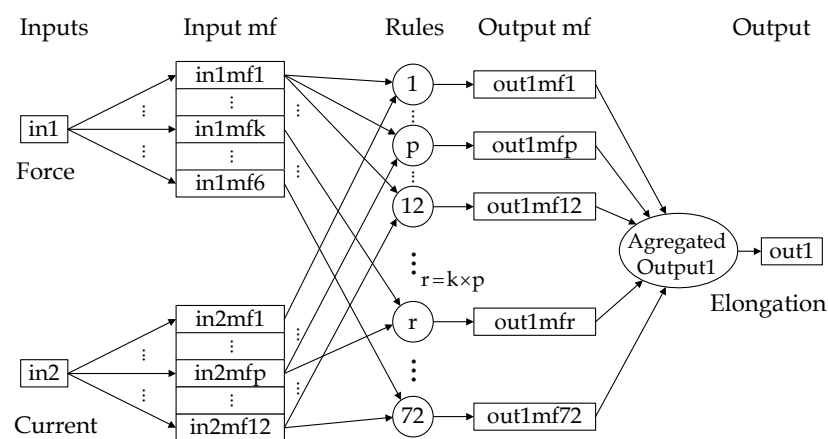 Inputs
Input mf
Rules
Output mf
Output
in1
Force
in1mf1
...
in1mfk
...
in1mf6
in2
Current
in2mf1
...
in2mfp
...
in2mf12
1
...
p
...
12
...
r=k×p
r
...
72
out1mf1
out1mfp
out1mf12
out1mfr
out1mf72
Agregated
Output1
out1
Elongation